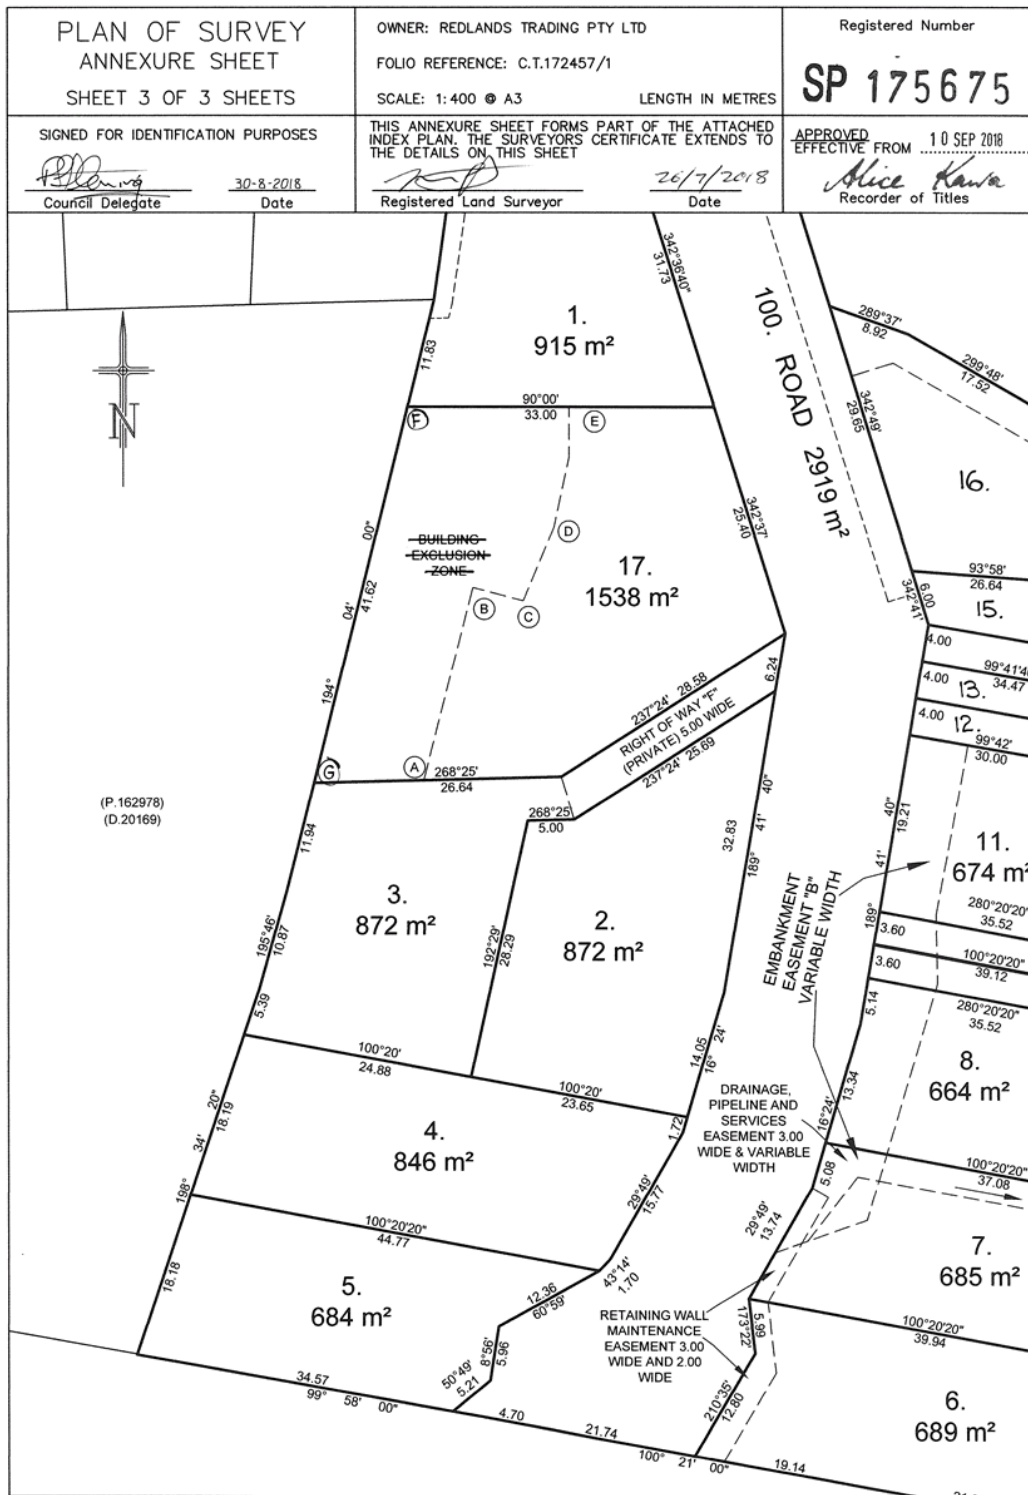 PLAN OF SURVEY
ANNEXURE SHEET
SHEET 3 OF 3 SHEETS
OWNER: REDLANDS TRADING PTY LTD
FOLIO REFERENCE: C.T.172457/1
SCALE: 1:400 @ A3 LENGTH IN METRES
Registered Number
SP 175675
SIGNED FOR IDENTIFICATION PURPOSES
30-8-2018
Council Delegate Date
THIS ANNEXURE SHEET FORMS PART OF THE ATTACHED
INDEX PLAN. THE SURVEYORS CERTIFICATE EXTENDS TO
THE DETAILS ON THIS SHEET
26/7/2018
Registered Land Surveyor Date
APPROVED
EFFECTIVE FROM 10 SEP 2018
Alice Kawa
Recorder of Titles
342°36'40"
31.73
1.
915 m²
11.83
90°00'
33.00
F
E
100. ROAD 2919 m²
289°37'
8.92
299°48'
17.52
342°49'
29.65
16.
N
BUILDING
EXCLUSION
ZONE
D
342°37'
25.40
17.
1538 m²
B
C
194° 04' 00"
41.62
93°58'
26.64
6.00
342°41'
15.
4.00
99°41'4
34.47
4.00
13.
4.00
12.
99°42'
30.00
237°24' 28.58
RIGHT OF WAY "F"
(PRIVATE) 5.00 WIDE
237°24' 25.69
6.24
G
A
268°25'
26.64
(P.162978)
(D.20169)
268°25
5.00
11.94
32.83
189° 41' 40"
189° 41' 40"
19.21
11.
674 m²
3.
872 m²
2.
872 m²
192°29'
28.29
195°46'
10.87
5.39
EMBANKMENT
EASEMENT "B"
VARIABLE WIDTH
280°20'20"
35.52
3.60
100°20'20"
39.12
3.60
280°20'20"
35.52
5.14
8.
664 m²
13.34
16°24'
100°20'
24.88
100°20'
23.65
14.05
16° 24'
1.72
DRAINAGE,
PIPELINE AND
SERVICES
EASEMENT 3.00
WIDE & VARIABLE
WIDTH
4.
846 m²
198° 34' 20"
18.19
100°20'20"
37.08
5.08
29°49'
15.77
29°49'
13.74
7.
685 m²
100°20'20"
44.77
43°14'
1.70
5.
684 m²
18.18
12.36
60°59'
8°56'
5.96
50°49'
5.21
RETAINING WALL
MAINTENANCE
EASEMENT 3.00
WIDE AND 2.00
WIDE
5.99
173°22'
100°20'20"
39.94
210°35'
12.80
6.
689 m²
34.57
99° 58' 00"
4.70
21.74
100° 21' 00"
19.14